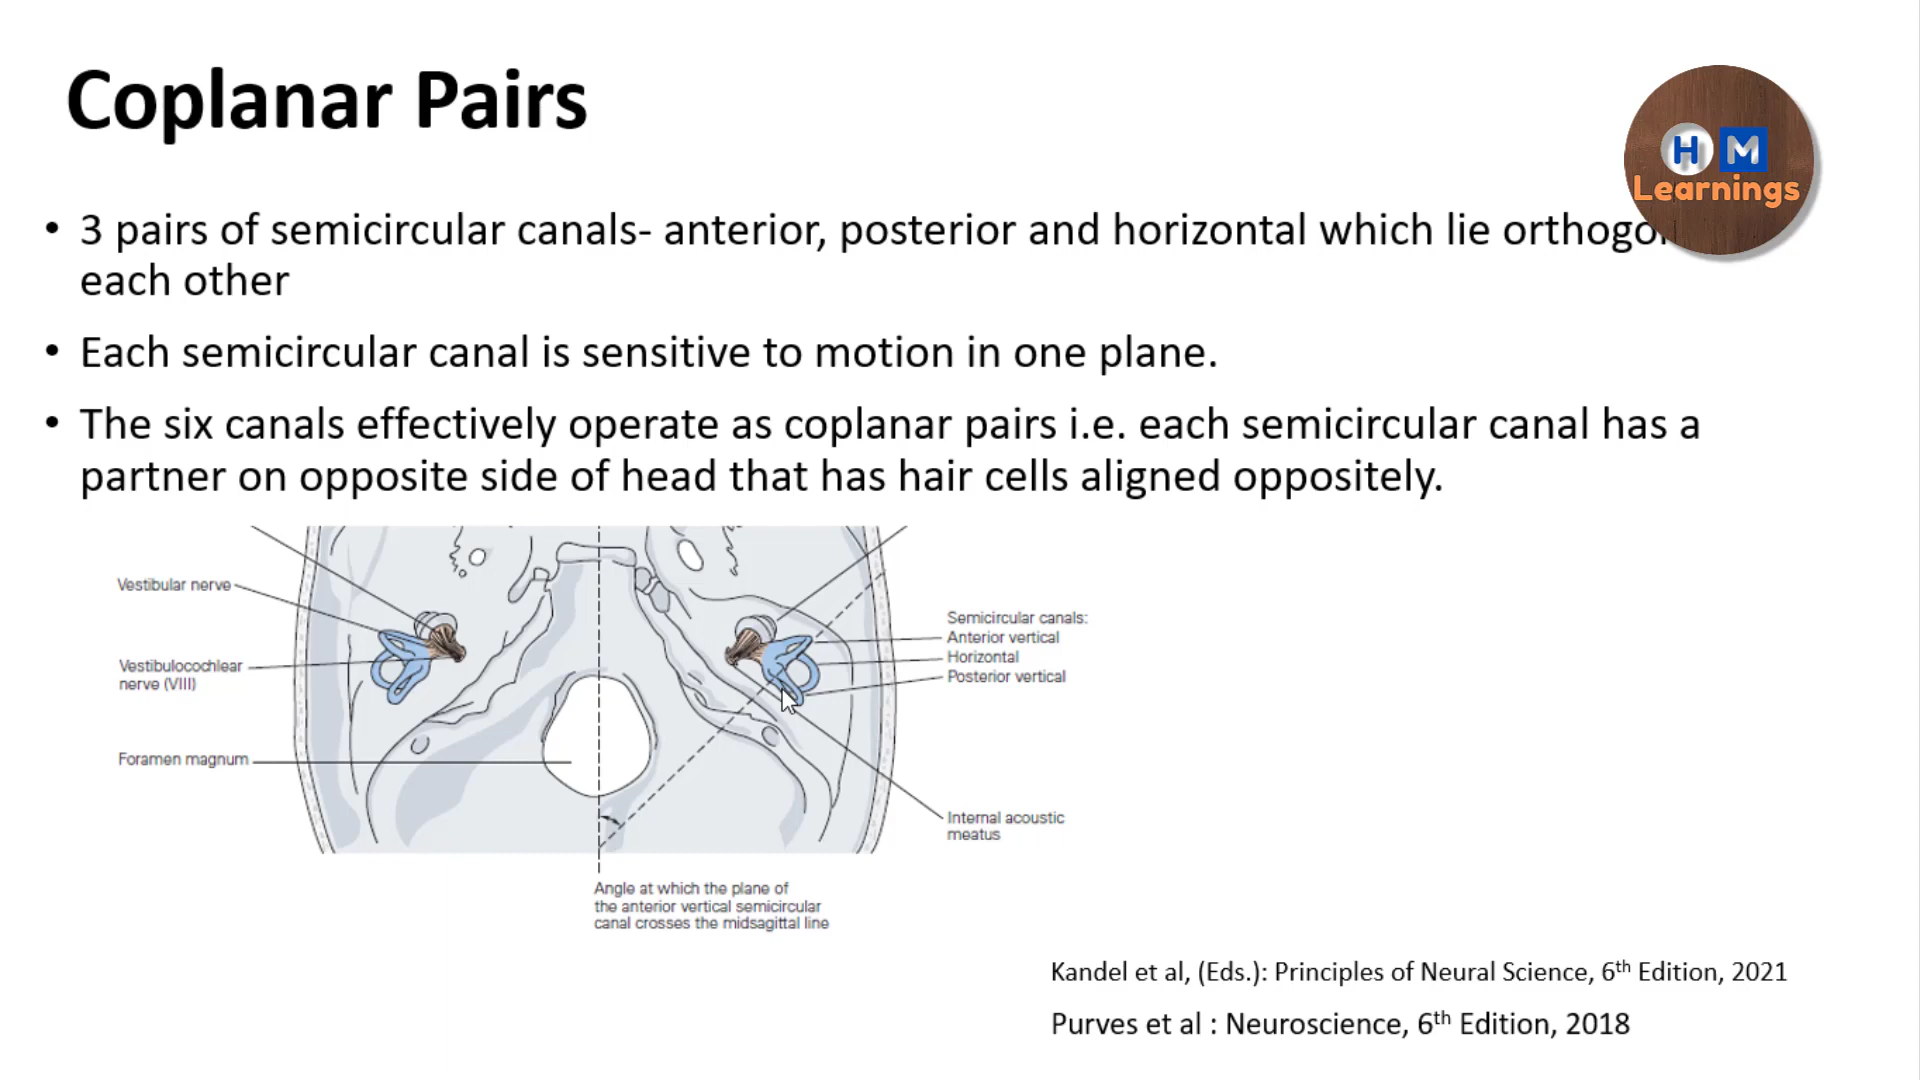 Coplanar Pairs
H M
Learnings
• 3 pairs of semicircular canals- anterior, posterior and horizontal which lie
each other
• Each semicircular canal is sensitive to motion in one plane.
• The six canals effectively operate as coplanar pairs i.e. each semicircular canal has a
partner on opposite side of head that has hair cells aligned oppositely.
Vestibular nerve
Vestibulocochlear
nerve (VIII)
Foramen magnum
Semicircular canals:
Anterior vertical
Horizontal
Posterior vertical
Internal acoustic
meatus
Angle at which the plane of
the anterior vertical semicircular
canal crosses the midsagittal line
Kandel et al, (Eds.): Principles of Neural Science, 6th Edition, 2021
Purves et al : Neuroscience, 6th Edition, 2018